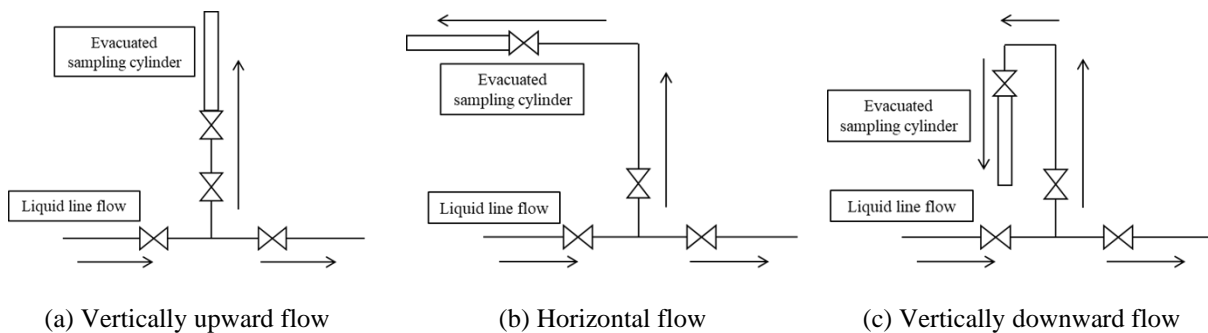 Evacuated
sampling cylinder
Liquid line flow
(a) Vertically upward flow
Evacuated
sampling cylinder
Liquid line flow
(b) Horizontal flow
Evacuated
sampling cylinder
Liquid line flow
(c) Vertically downward flow